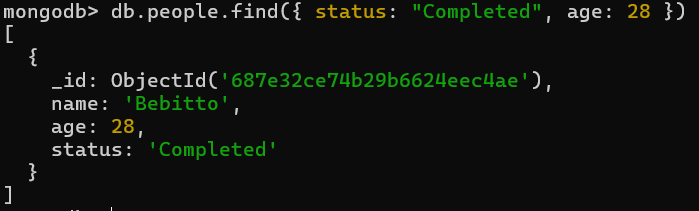 mongodb> db.people.find({ status: "Completed", age: 28 })
[
  {
    _id: ObjectId('687e32ce74b29b6624eec4ae'),
    name: 'Bebitto',
    age: 28,
    status: 'Completed'
  }
]